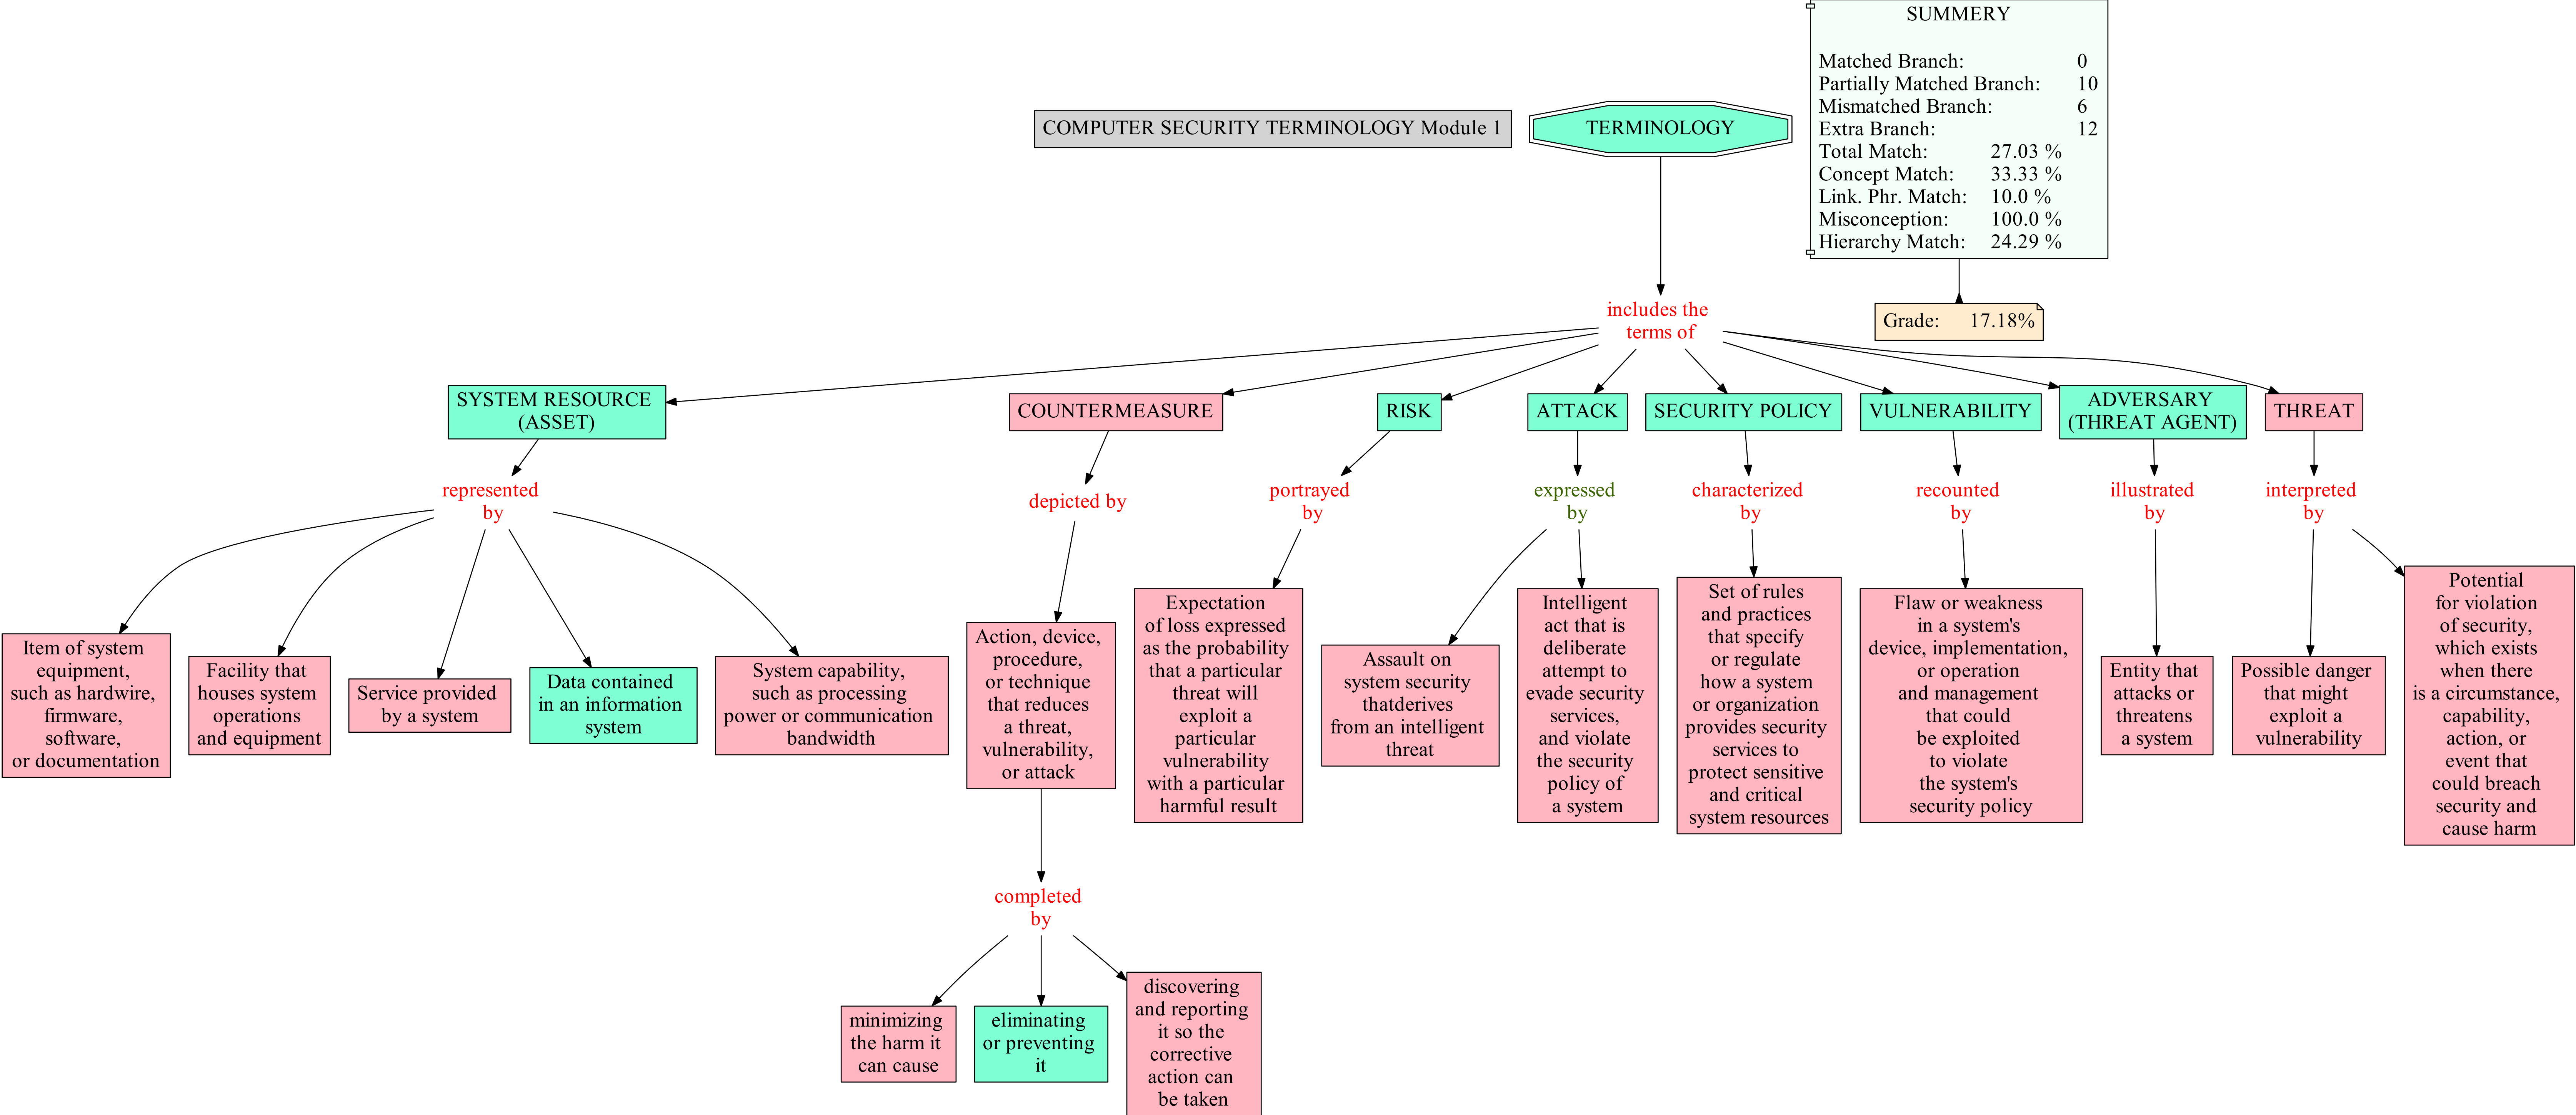 SUMMERY
Matched Branch: 0
Partially Matched Branch: 10
Mismatched Branch: 6
Extra Branch: 12
Total Match: 27.03 %
Concept Match: 33.33 %
Link. Phr. Match: 10.0 %
Misconception: 100.0 %
Hierarchy Match: 24.29 %
COMPUTER SECURITY TERMINOLOGY Module 1
TERMINOLOGY
Grade: 17.18%
includes the
terms of
SYSTEM RESOURCE
(ASSET)
COUNTERMEASURE
RISK
ATTACK
SECURITY POLICY
VULNERABILITY
ADVERSARY
(THREAT AGENT)
THREAT
represented
by
depicted by
portrayed
by
expressed
by
characterized
by
recounted
by
illustrated
by
interpreted
by
Item of system
equipment,
such as hardwire,
firmware,
software,
or documentation
Facility that
houses system
operations
and equipment
Service provided
by a system
Data contained
in an information
system
System capability,
such as processing
power or communication
bandwidth
Action, device,
procedure,
or technique
that reduces
a threat,
vulnerability,
or attack
Expectation
of loss expressed
as the probability
that a particular
threat will
exploit a
particular
vulnerability
with a particular
harmful result
Assault on
system security
thatderives
from an intelligent
threat
Intelligent
act that is
deliberate
attempt to
evade security
services,
and violate
the security
policy of
a system
Set of rules
and practices
that specify
or regulate
how a system
or organization
provides security
services to
protect sensitive
and critical
system resources
Flaw or weakness
in a system's
device, implementation,
or operation
and management
that could
be exploited
to violate
the system's
security policy
Entity that
attacks or
threatens
a system
Possible danger
that might
exploit a
vulnerability
Potential
for violation
of security,
which exists
when there
is a circumstance,
capability,
action, or
event that
could breach
security and
cause harm
completed
by
minimizing
the harm it
can cause
eliminating
or preventing
it
discovering
and reporting
it so the
corrective
action can
be taken